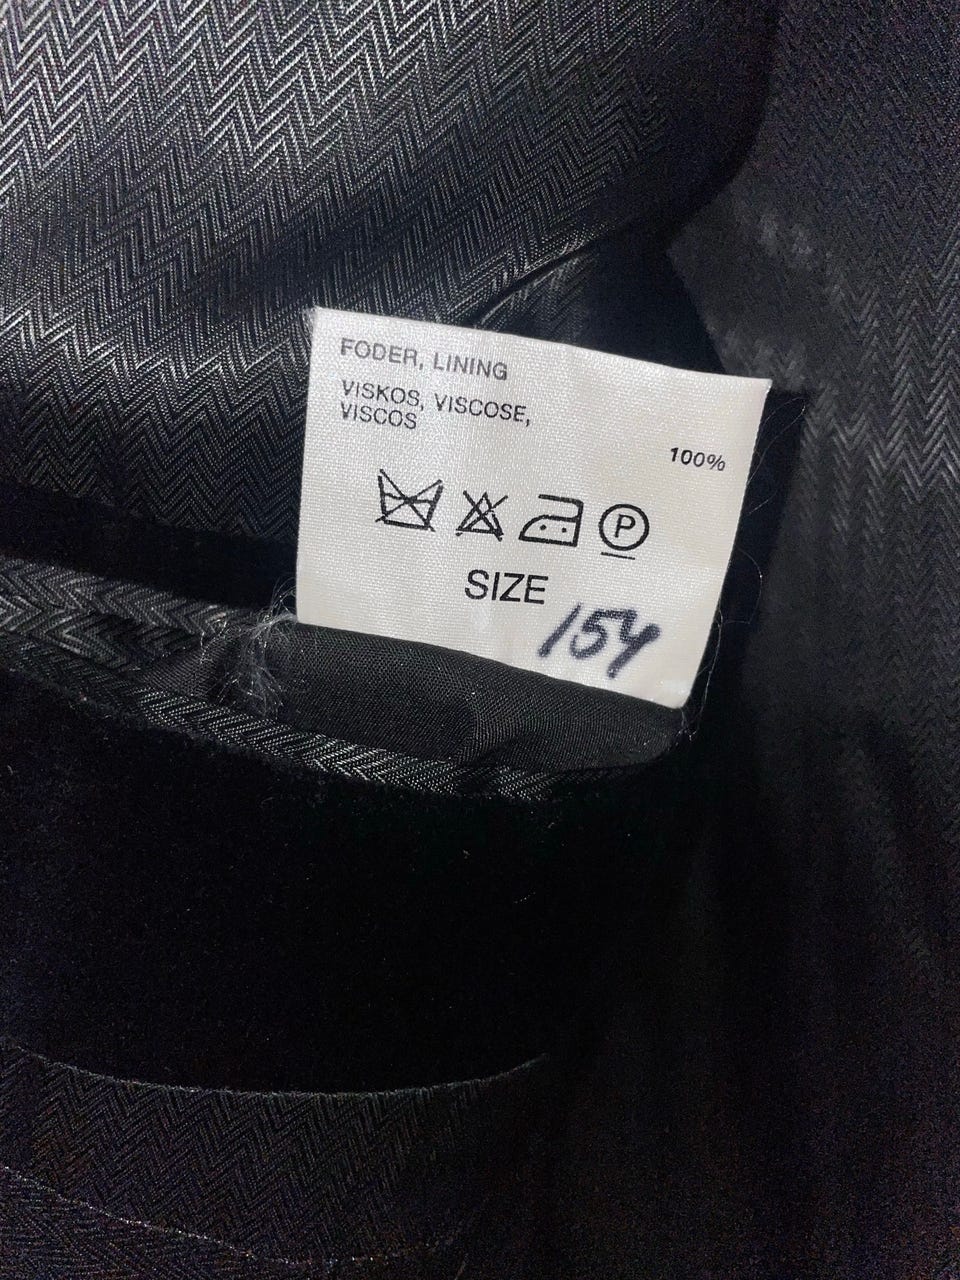 FODER, LINING
VISKOS, VISCOSE,
VISCOS
100%
P
SIZE
154